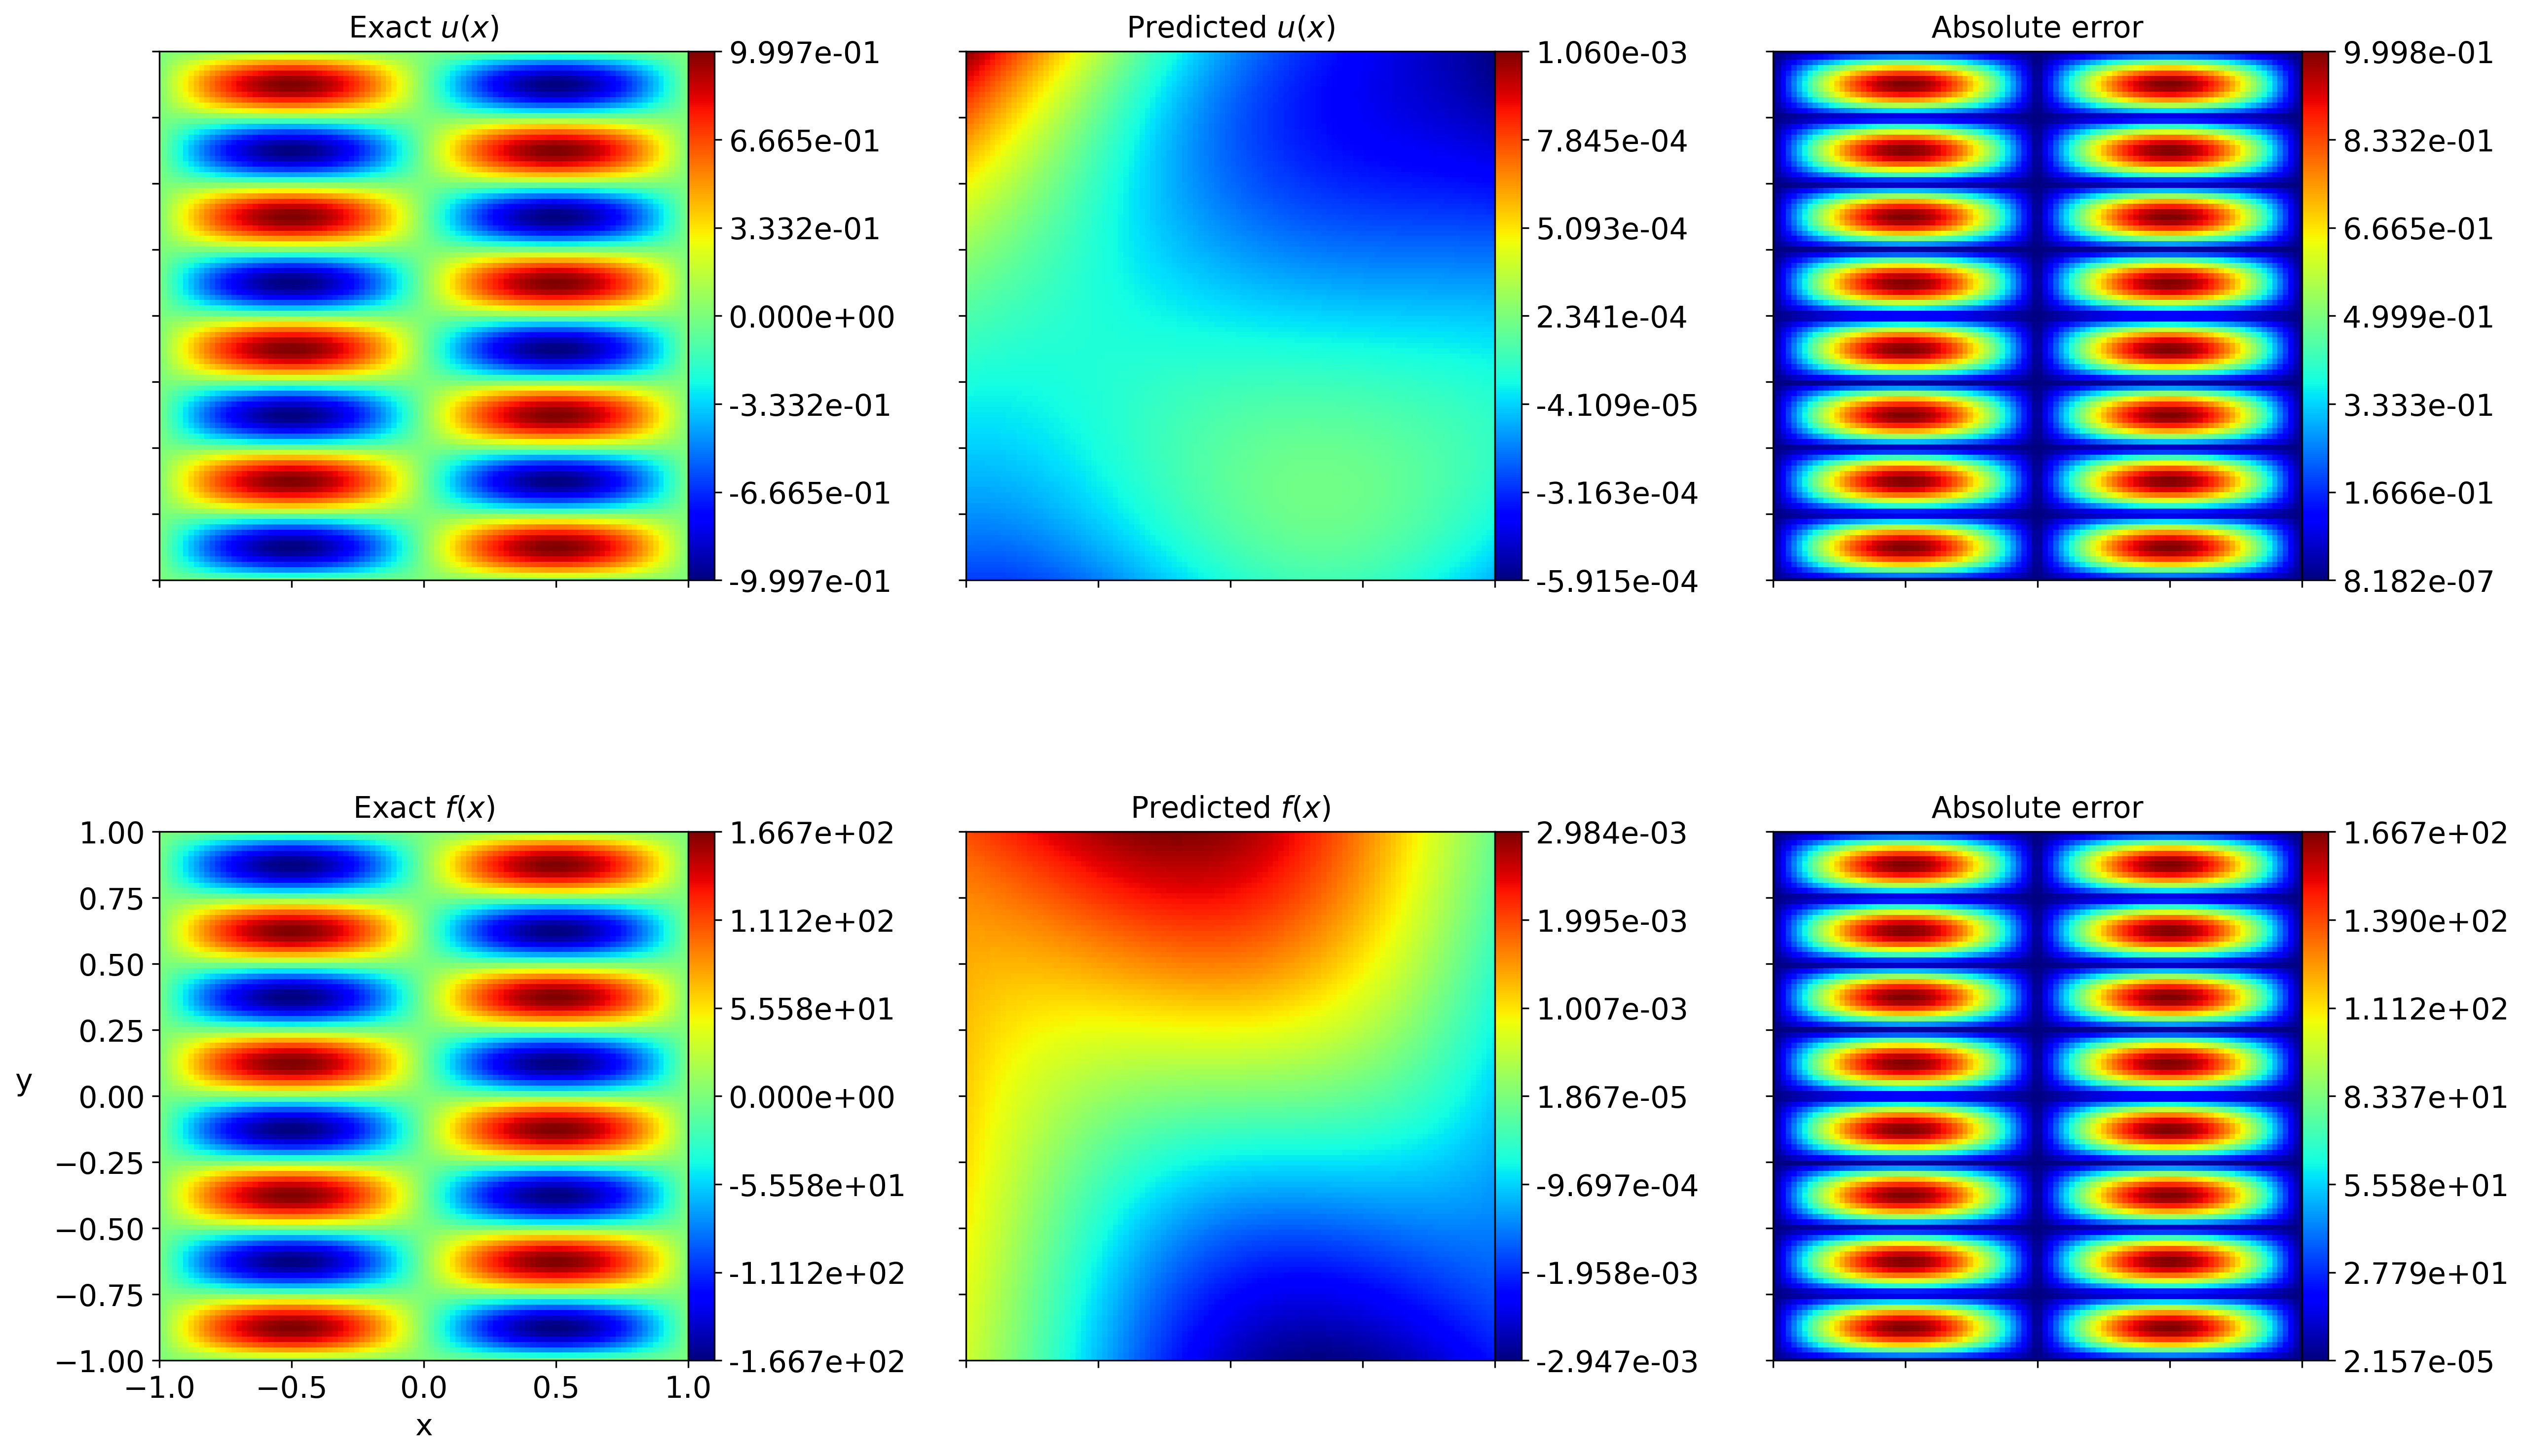 Exact u(x)
9.997e-01
6.665e-01
3.332e-01
0.000e+00
-3.332e-01
-6.665e-01
-9.997e-01
Predicted u(x)
1.060e-03
7.845e-04
5.093e-04
2.341e-04
-4.109e-05
-3.163e-04
-5.915e-04
Absolute error
9.998e-01
8.332e-01
6.665e-01
4.999e-01
3.333e-01
1.666e-01
8.182e-07
Exact f(x)
y
1.00
0.75
0.50
0.25
0.00
−0.25
−0.50
−0.75
−1.00
−1.0 −0.5 0.0 0.5 1.0
x
1.667e+02
1.112e+02
5.558e+01
0.000e+00
-5.558e+01
-1.112e+02
-1.667e+02
Predicted f(x)
2.984e-03
1.995e-03
1.007e-03
1.867e-05
-9.697e-04
-1.958e-03
-2.947e-03
Absolute error
1.667e+02
1.390e+02
1.112e+02
8.337e+01
5.558e+01
2.779e+01
2.157e-05